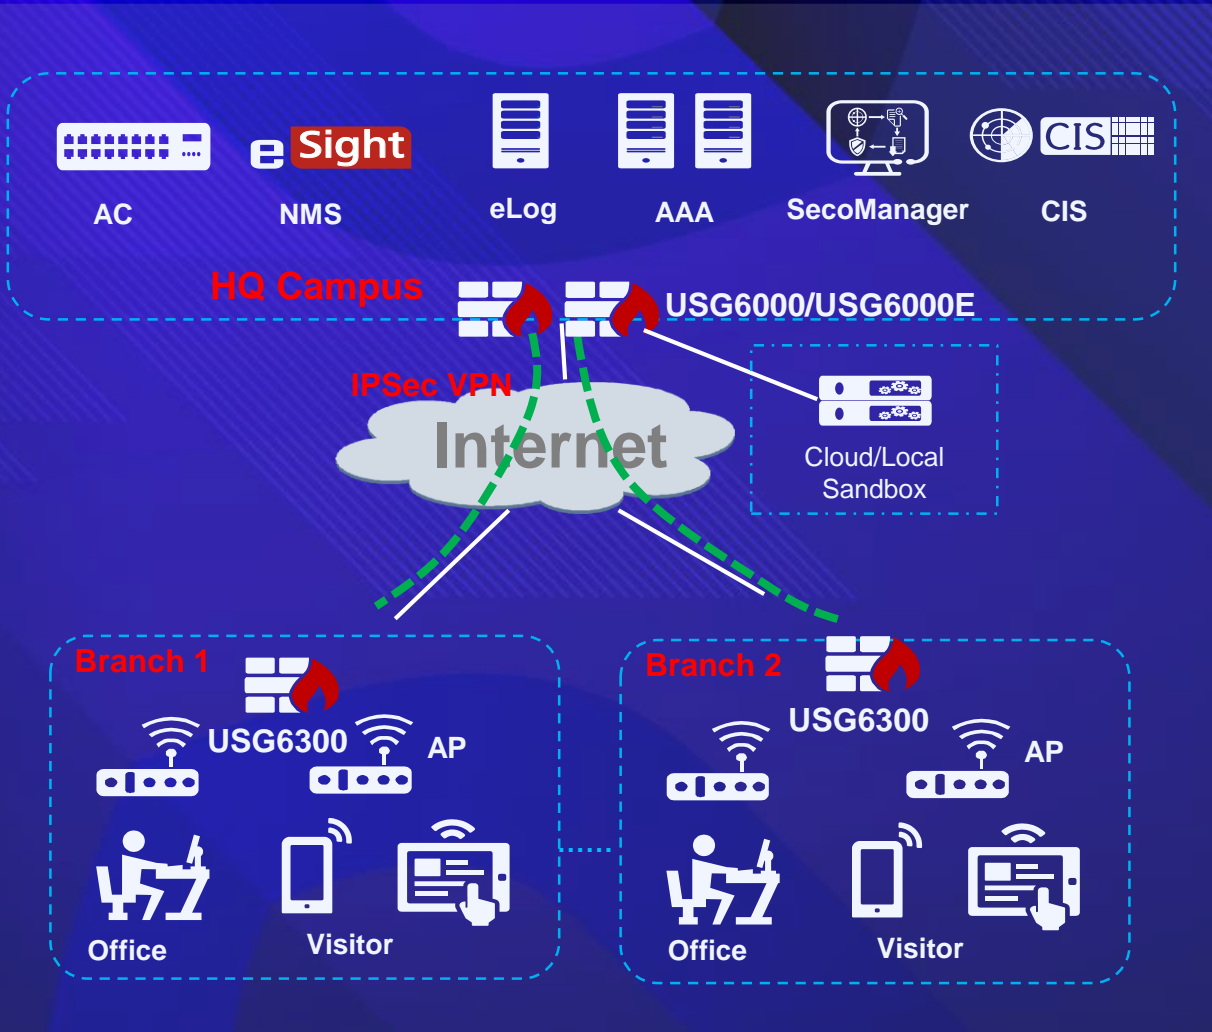 e Sight
CIS
AC
NMS
eLog
AAA
SecoManager
CIS
HQ Campus
USG6000/USG6000E
IPSec VPN
Internet
Cloud/Local
Sandbox
Branch 1
USG6300
AP
Office
Visitor
Branch 2
USG6300
AP
Office
Visitor